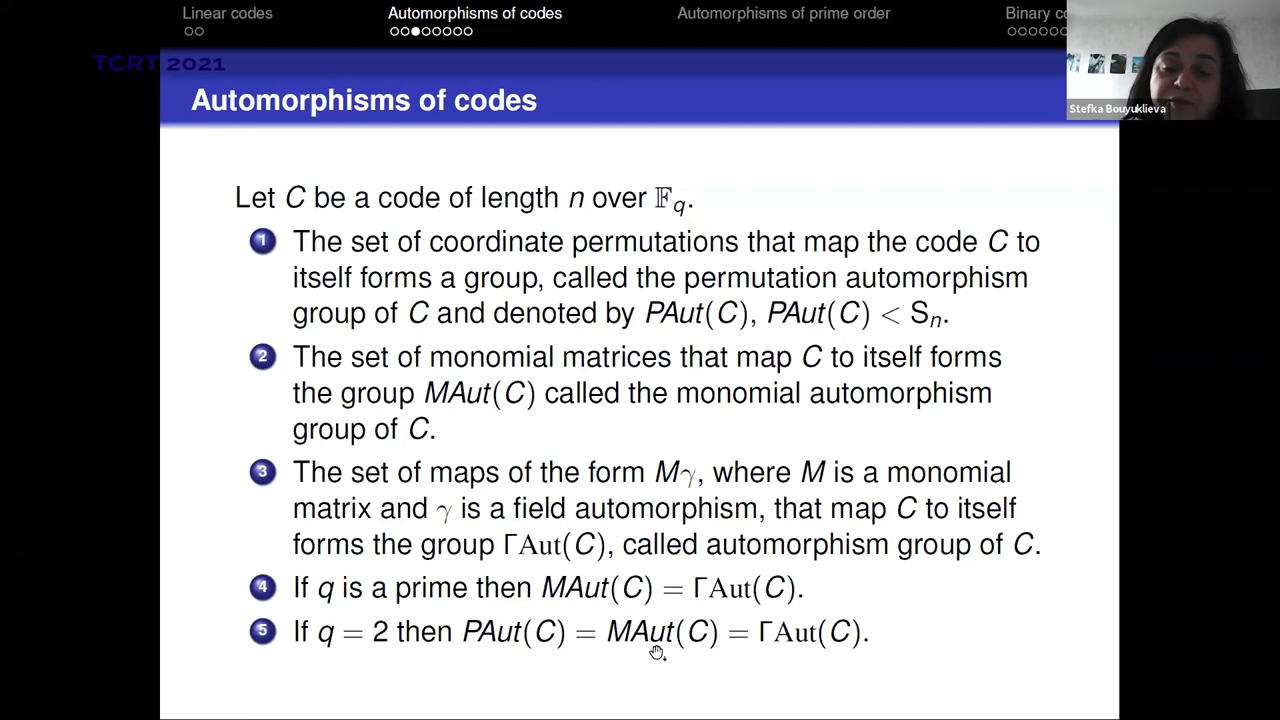 Linear codes
Automorphisms of codes
Automorphisms of prime order
Binary co
TCRT 2021
Automorphisms of codes
Stefka Bouyuklieva
Let C be a code of length n over 𝔽q.
1 The set of coordinate permutations that map the code C to
itself forms a group, called the permutation automorphism
group of C and denoted by PAut(C), PAut(C) < Sn.
2 The set of monomial matrices that map C to itself forms
the group MAut(C) called the monomial automorphism
group of C.
3 The set of maps of the form Mγ, where M is a monomial
matrix and γ is a field automorphism, that map C to itself
forms the group ΓAut(C), called automorphism group of C.
4 If q is a prime then MAut(C) = ΓAut(C).
5 If q = 2 then PAut(C) = MAut(C) = ΓAut(C).